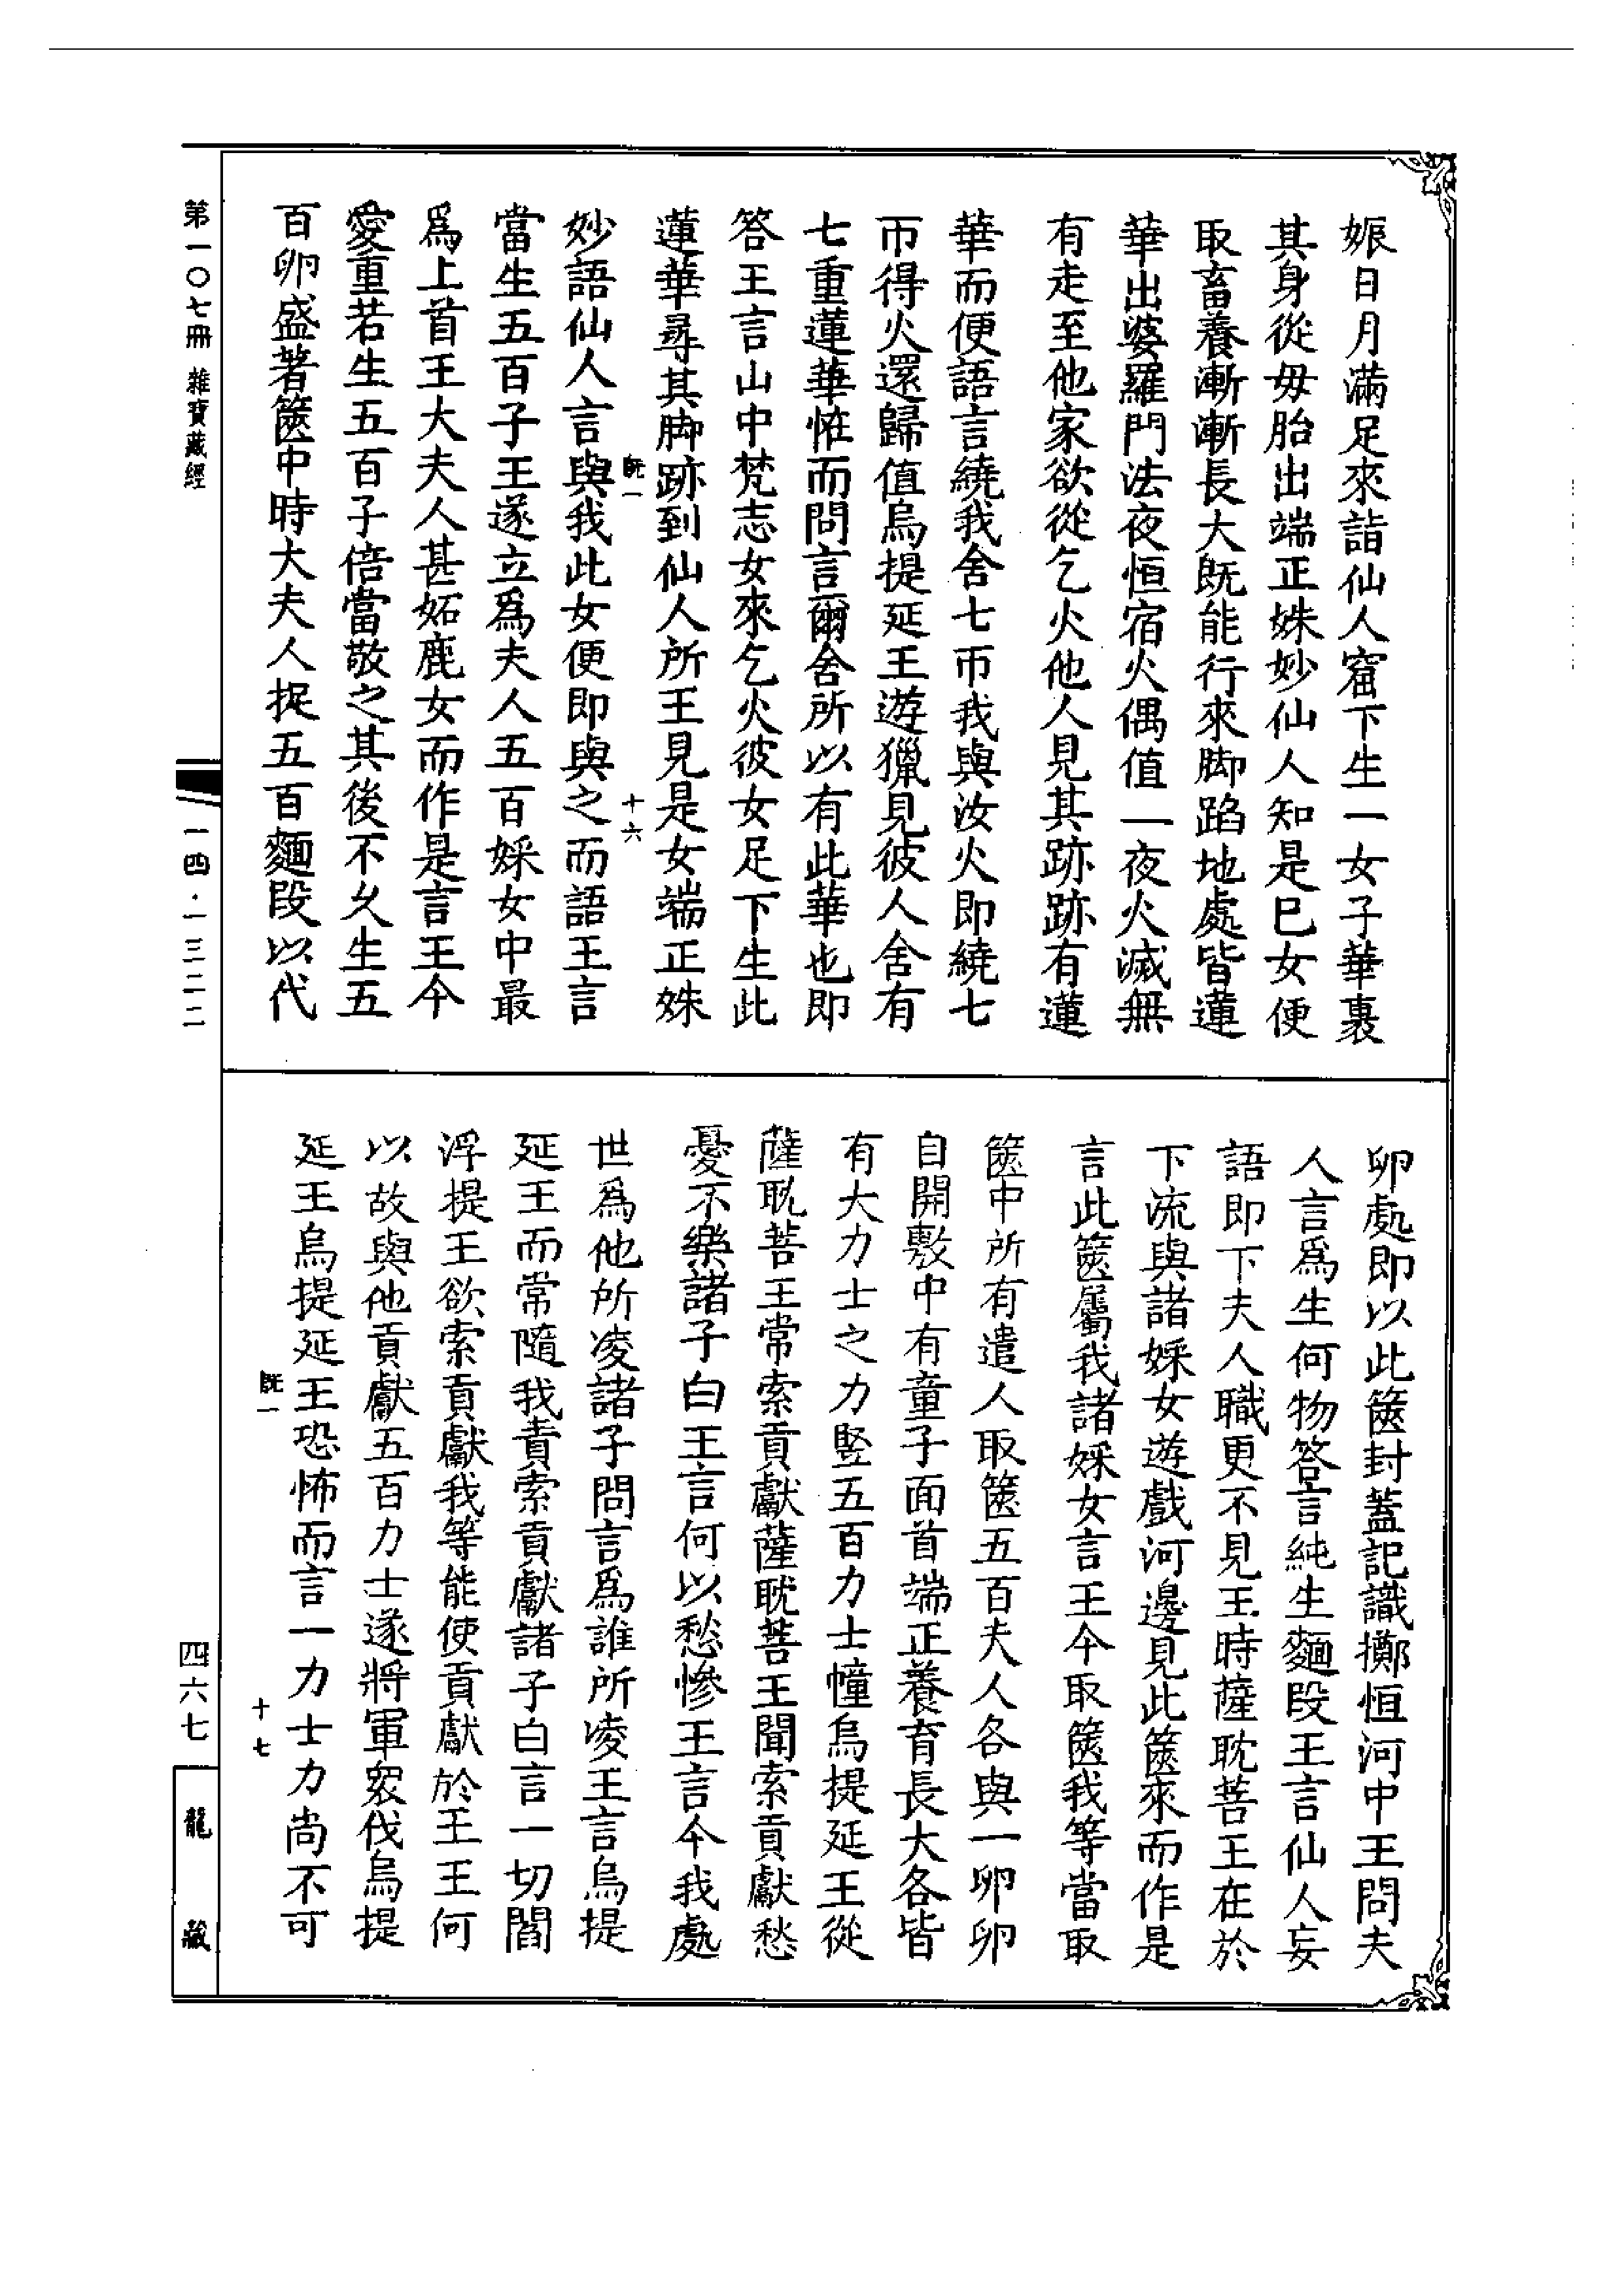 娠日月滿足來詣仙人窟下生一女子華裹
其身從毋胎出端正姝妙仙人知是巳女便
取畜養漸漸長大旣能行來脚蹈地處皆蓮
華出婆羅門法夜恒宿火偶值一夜火滅無
有走至他家欲從乞火他人見其跡跡有蓮
華而便語言繞我舍七帀我與汝火即繞七
帀得火還歸值烏提延王遊獵見彼人舍有
七重蓮華恠而問言爾舍所以有此華也即
答王言山中梵志女來乞火彼女足下生此
蓮華尋其脚跡到仙人所王見是女端正姝
旣一 十六
妙語仙人言與我此女便即與之而語王言
當生五百子王遂立爲夫人五百婇女中最
爲上首王大夫人甚妬鹿女而作是言王今
愛重若生五百子倍當敬之其後不久生五
百卵盛著篋中時大夫人捉五百麵段以代
卵處即以此篋封蓋記識擲恒河中王問夫
人言爲生何物答言純生麵段王言仙人妄
語即下夫人職更不見王時薩耽菩王在於
下流與諸婇女遊戲河邊見此篋來而作是
言此篋屬我諸婇女言王今取篋我等當取
篋中所有遣人取篋五百夫人各與一卵卵
自開敷中有童子面首端正養育長大各皆
有大力士之力竪五百力士幢烏提延王從
薩耽菩王常索貢獻薩耽菩王聞索貢獻愁
憂不樂諸子白王言何以愁慘王言今我處
世爲他所凌諸子問言爲誰所凌王言烏提
延王而常隨我責索貢獻諸子白言一切閻
浮提王欲索貢獻我等能使貢獻於王王何
以故與他貢獻五百力士遂將軍衆伐烏提
延王烏提延王恐怖而言一力士力尚不可
旣一 十七
第一〇七冊 雜寶藏經
一四·一三二二
四六七
龍藏